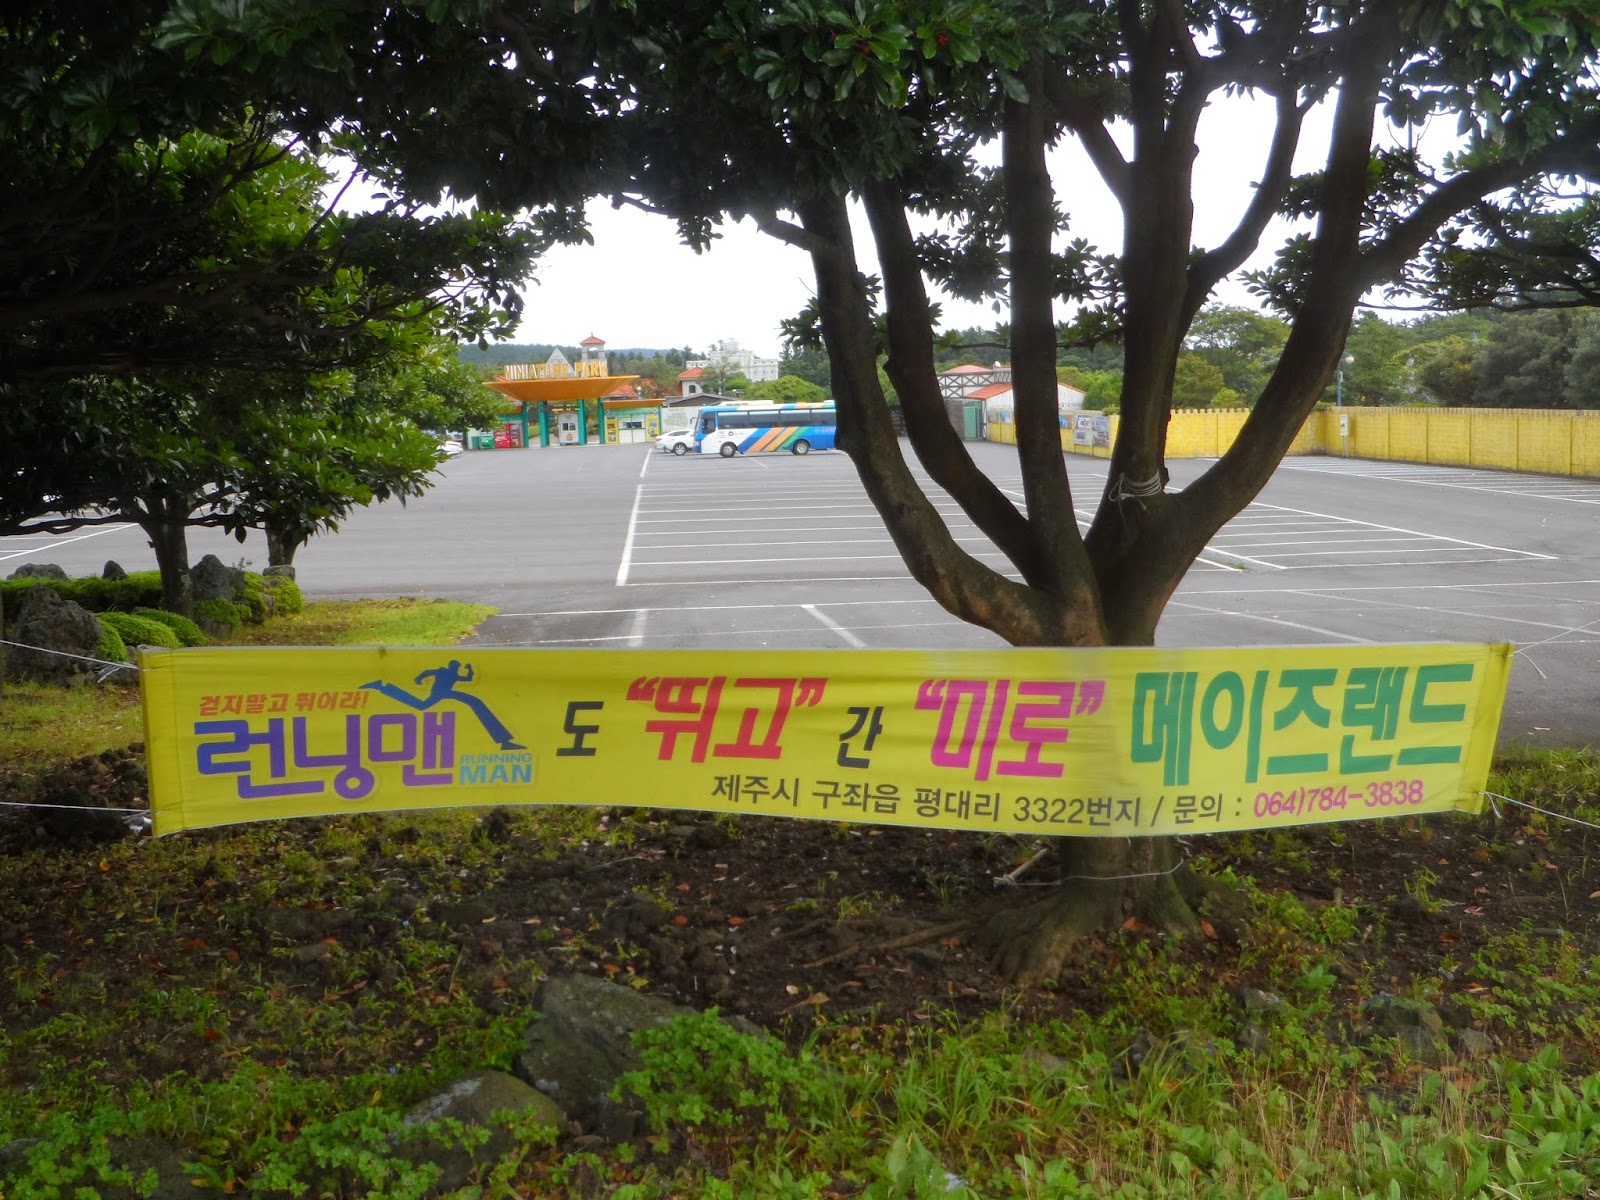 MINIATURE PARK
걷지말고 뛰어라!
런닝맨 RUNNING MAN 도 “뛰고” 간 “미로” 메이즈랜드
제주시 구좌읍 평대리 3322번지 / 문의 : 064)784-3838